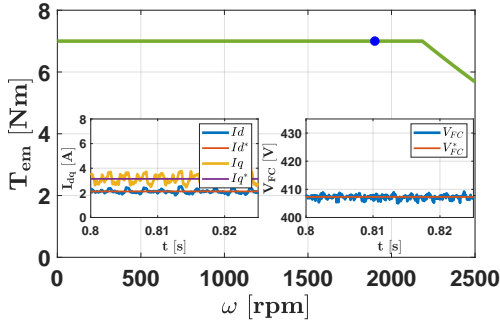 8
6
4
2
0
T_em [Nm]
0 500 1000 1500 2000 2500
ω [rpm]
8
6
4
2
0
I_dq [A]
0.8 0.81 0.82
t [s]
Id
Id*
Iq
Iq*
430
420
410
400
V_FC [V]
0.8 0.81 0.82
t [s]
V_FC
V*_FC